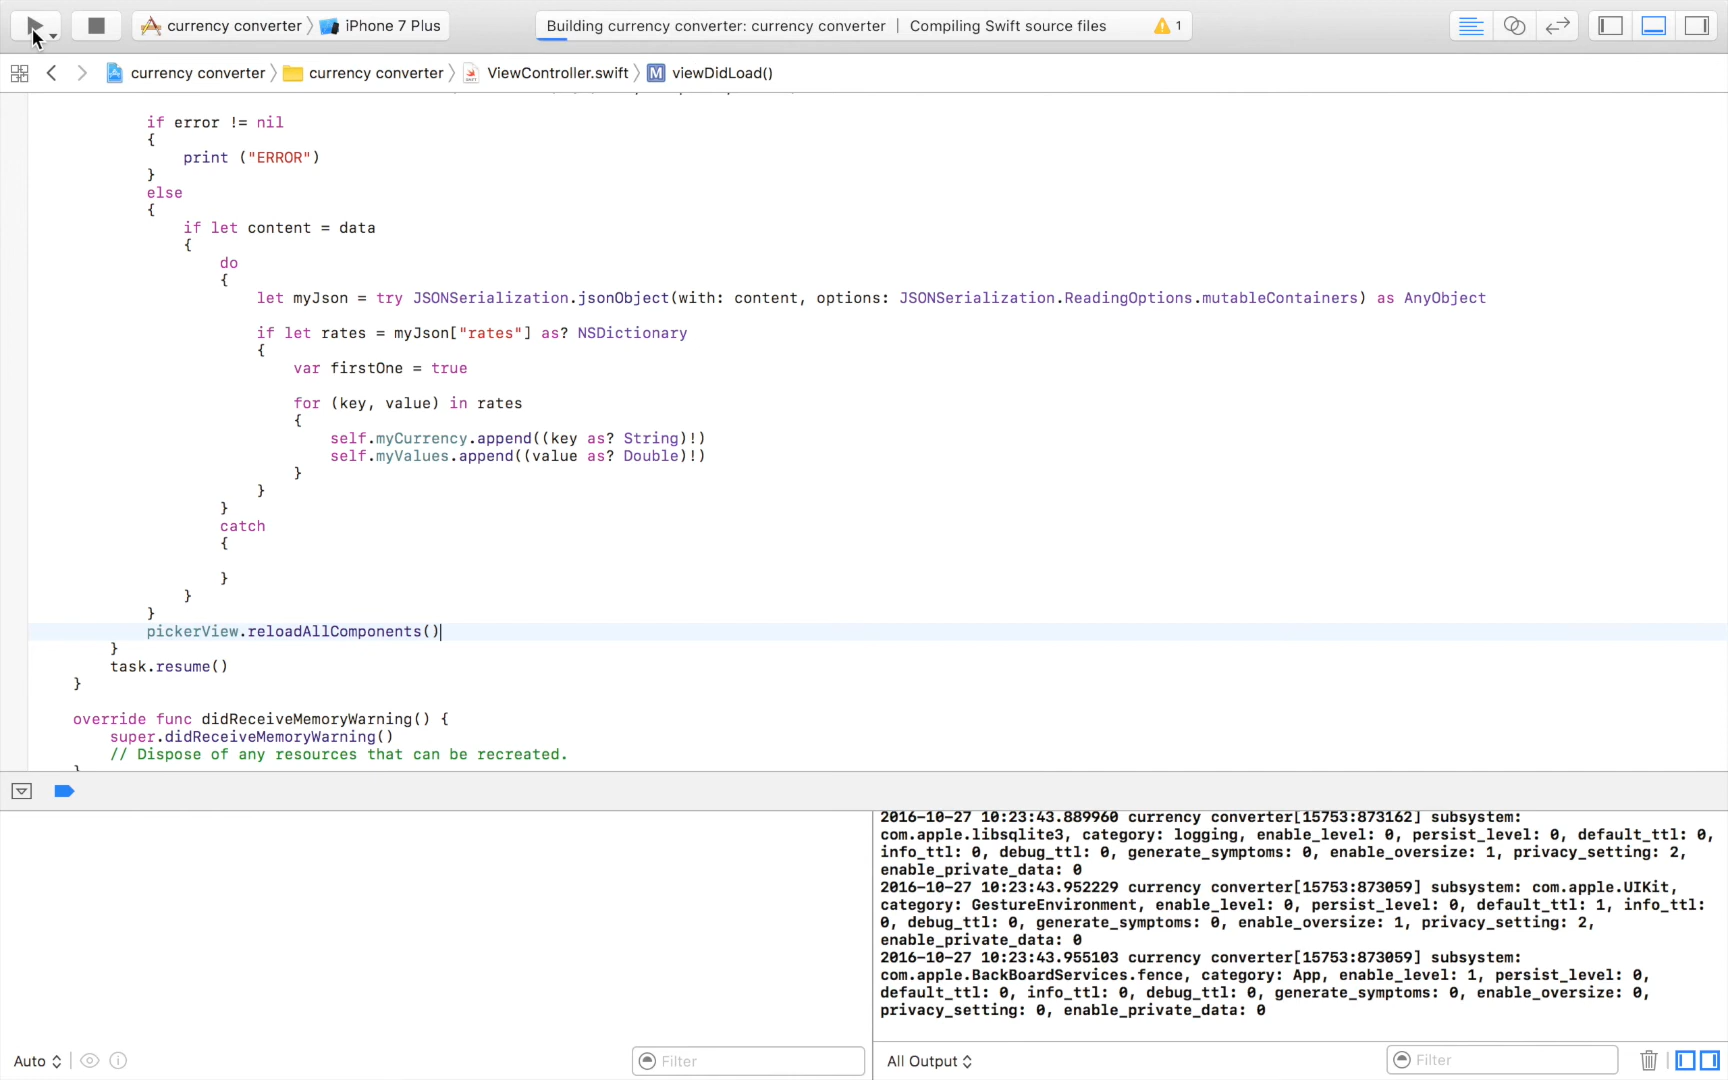 currency converter 〉 iPhone 7 Plus
Building currency converter: currency converter | Compiling Swift source files 1
currency converter 〉 currency converter 〉 ViewController.swift 〉 M viewDidLoad()
if error != nil
{
print ("ERROR")
}
else
{
if let content = data
{
do
{
let myJson = try JSONSerialization.jsonObject(with: content, options: JSONSerialization.ReadingOptions.mutableContainers) as AnyObject
if let rates = myJson["rates"] as? NSDictionary
{
var firstOne = true
for (key, value) in rates
{
self.myCurrency.append((key as? String)!)
self.myValues.append((value as? Double)!)
}
}
}
catch
{
}
}
}
pickerView.reloadAllComponents()
}
task.resume()
}
override func didReceiveMemoryWarning() {
super.didReceiveMemoryWarning()
// Dispose of any resources that can be recreated.
2016-10-27 10:23:43.889960 currency converter[15753:873162] subsystem:
com.apple.libsqlite3, category: logging, enable_level: 0, persist_level: 0, default_ttl: 0,
info_ttl: 0, debug_ttl: 0, generate_symptoms: 0, enable_oversize: 1, privacy_setting: 2,
enable_private_data: 0
2016-10-27 10:23:43.952229 currency converter[15753:873059] subsystem: com.apple.UIKit,
category: GestureEnvironment, enable_level: 0, persist_level: 0, default_ttl: 1, info_ttl:
0, debug_ttl: 0, generate_symptoms: 0, enable_oversize: 1, privacy_setting: 2,
enable_private_data: 0
2016-10-27 10:23:43.955103 currency converter[15753:873059] subsystem:
com.apple.BackBoardServices.fence, category: App, enable_level: 1, persist_level: 0,
default_ttl: 0, info_ttl: 0, debug_ttl: 0, generate_symptoms: 0, enable_oversize: 0,
privacy_setting: 0, enable_private_data: 0
Auto
Filter
All Output
Filter